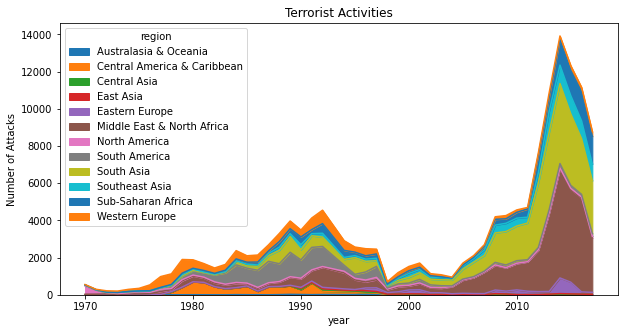 Terrorist Activities
region
Australasia & Oceania
Central America & Caribbean
Central Asia
East Asia
Eastern Europe
Middle East & North Africa
North America
South America
South Asia
Southeast Asia
Sub-Saharan Africa
Western Europe
14000
12000
10000
8000
6000
4000
2000
0
Number of Attacks
1970 1980 1990 2000 2010
year